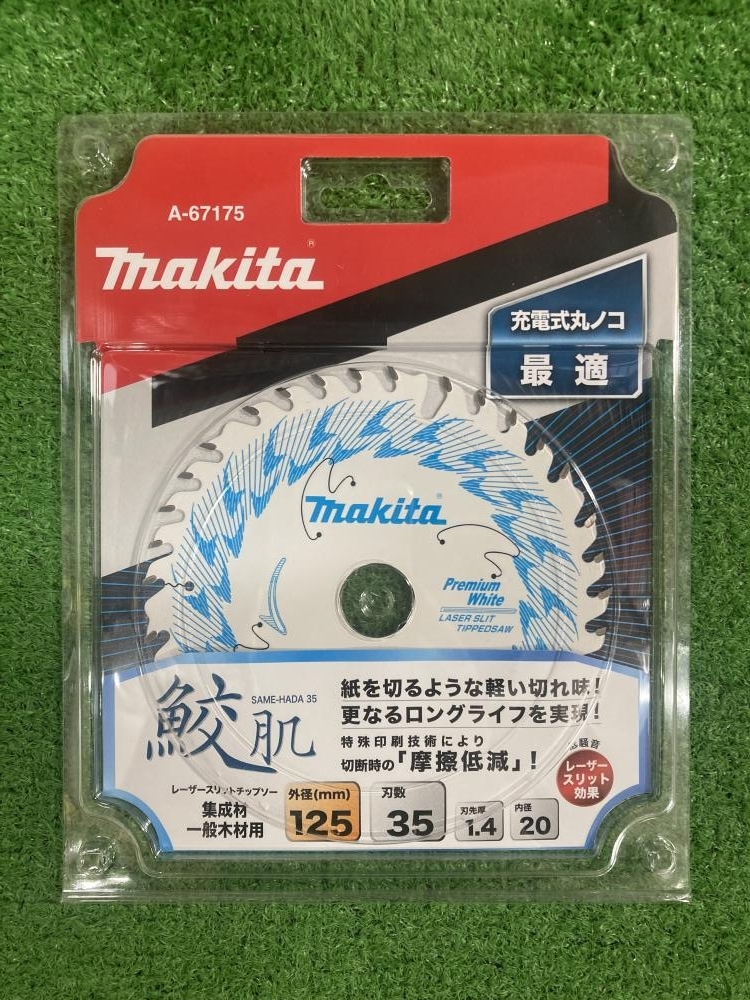 A-67175
makita®
充電式丸ノコ
最適
makita®
Premium
White
LASER SLIT
TIPPEDSAW
鮫肌
SAME-HADA 35
紙を切るような軽い切れ味!
更なるロングライフを実現!
特殊印刷技術により
切断時の「摩擦低減」!
低騒音
レーザー
スリット
効果
レーザースリットチップソー
集成材
一般木材用
外径(mm)
125
刃数
35
刃先厚
1.4
内径
20